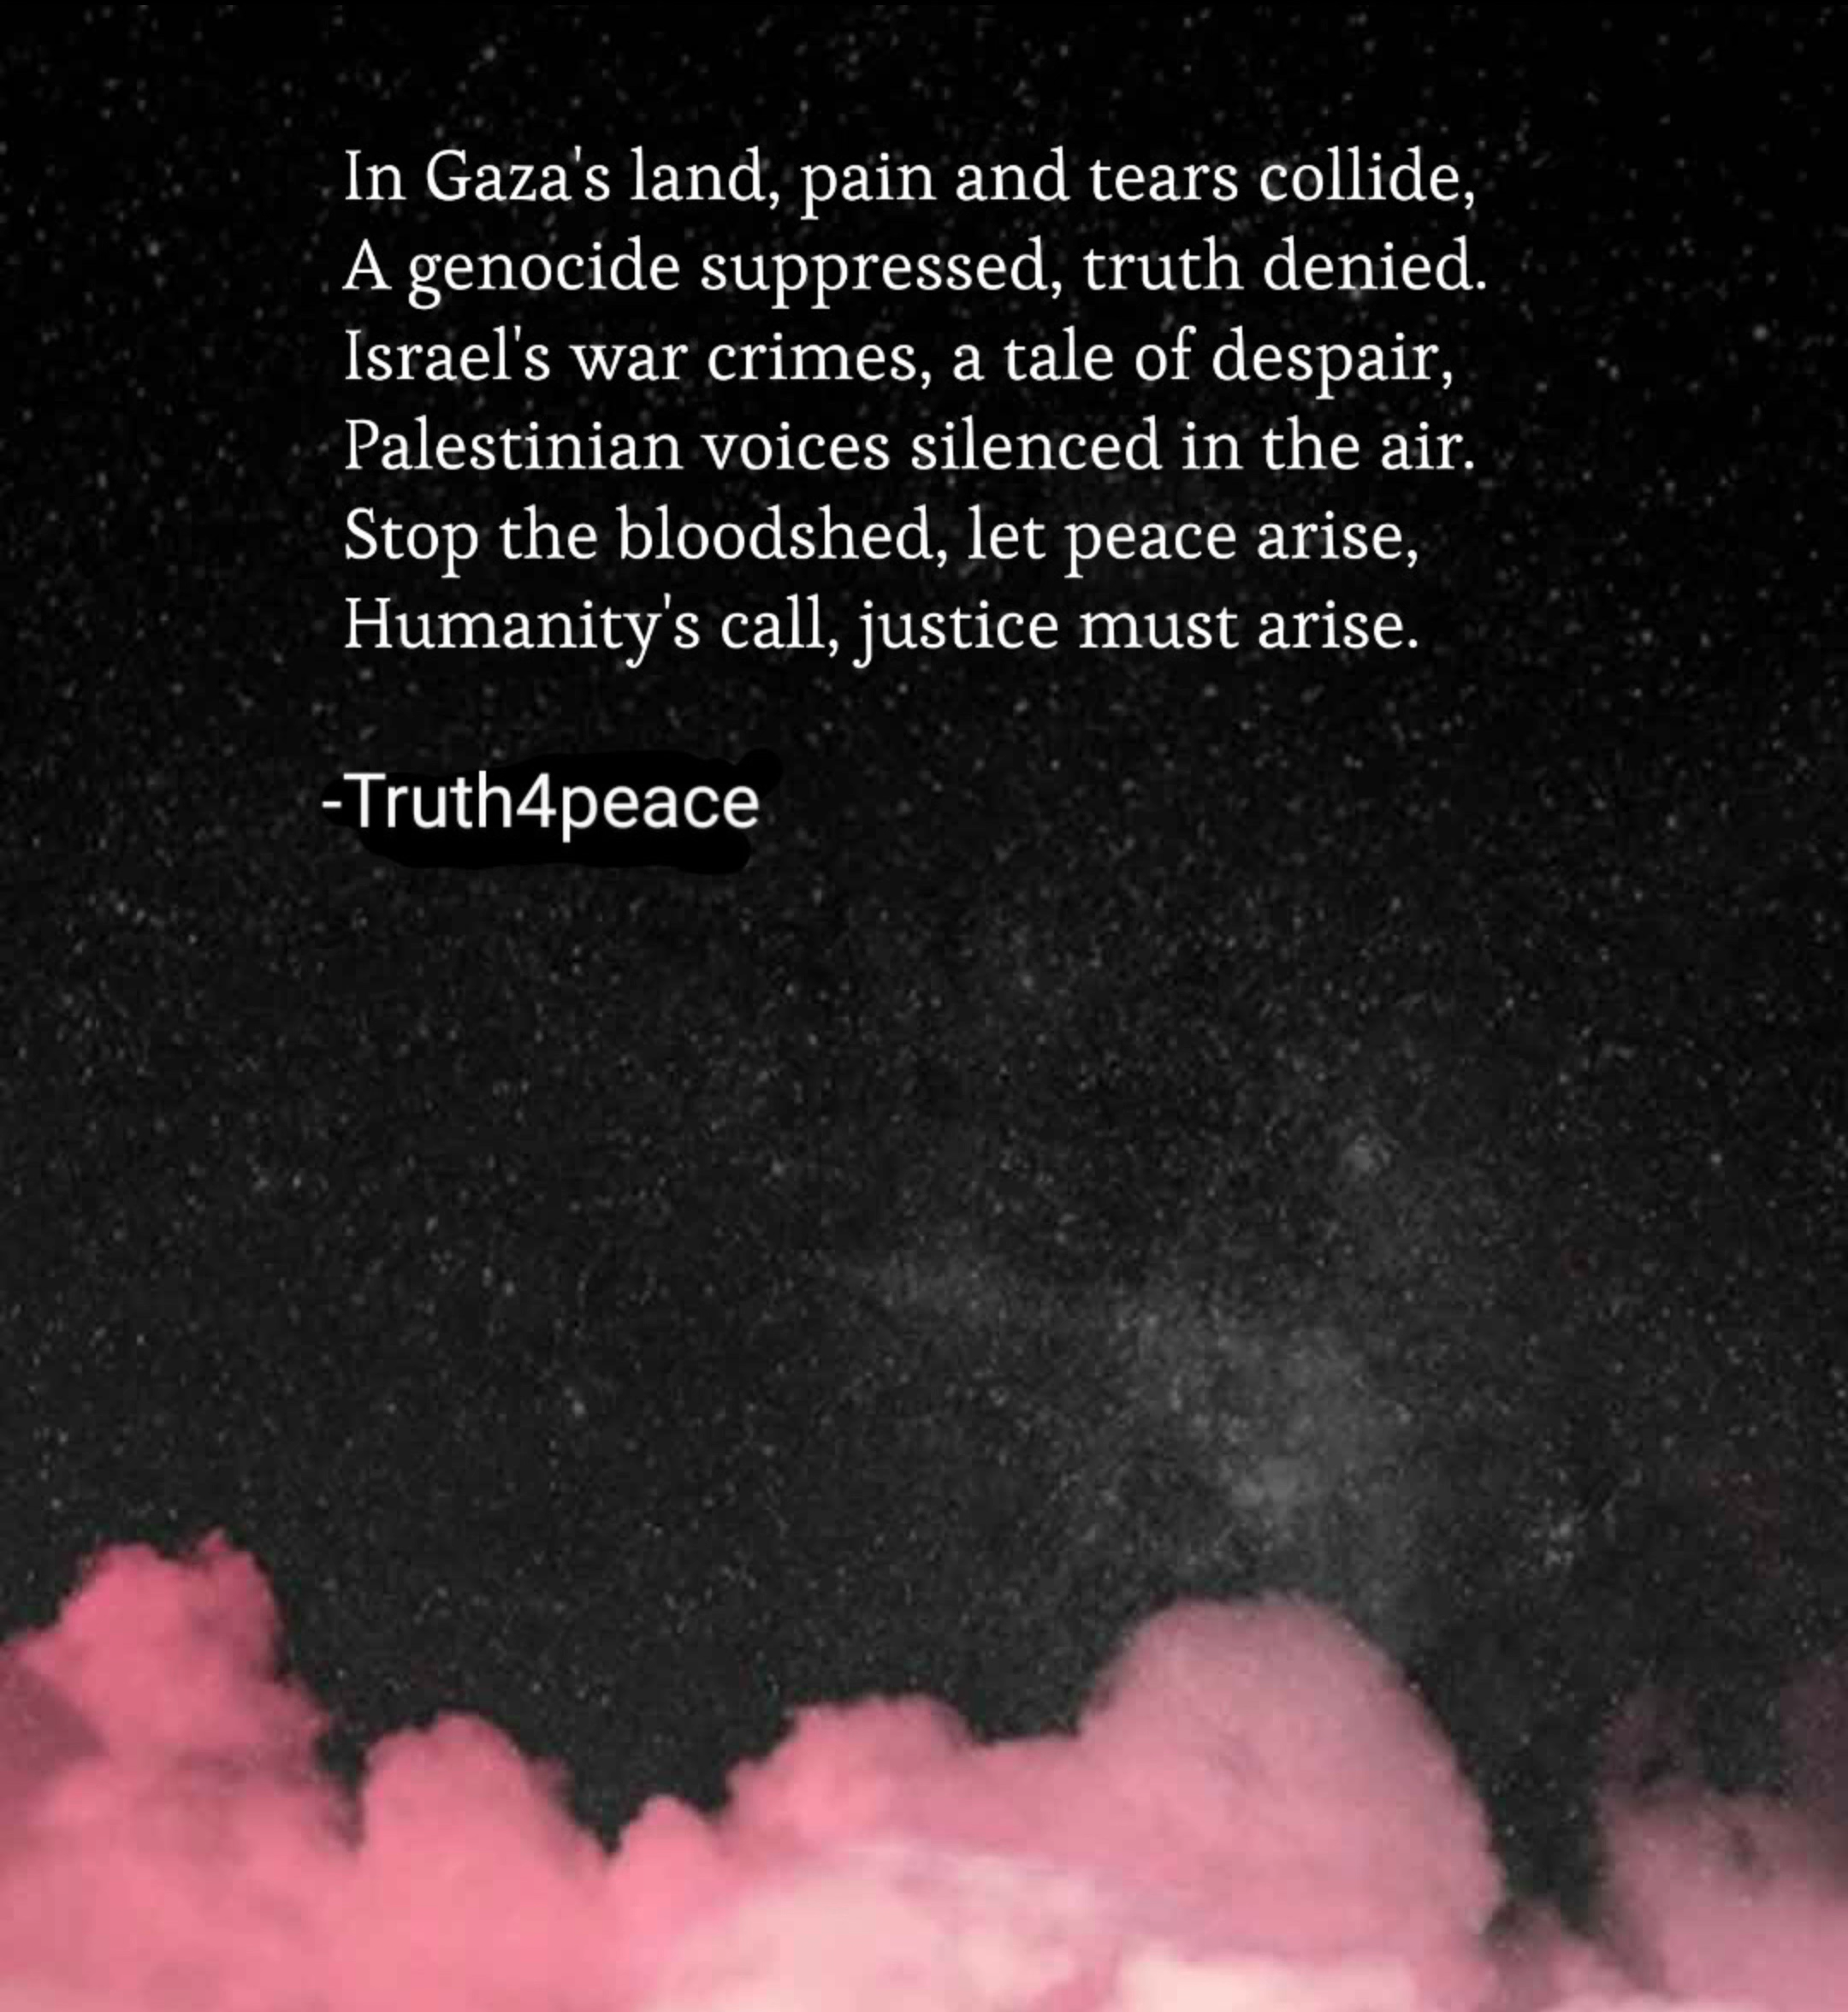 In Gaza's land, pain and tears collide,
A genocide suppressed, truth denied.
Israel's war crimes, a tale of despair,
Palestinian voices silenced in the air.
Stop the bloodshed, let peace arise,
Humanity's call, justice must arise.
-Truth4peace